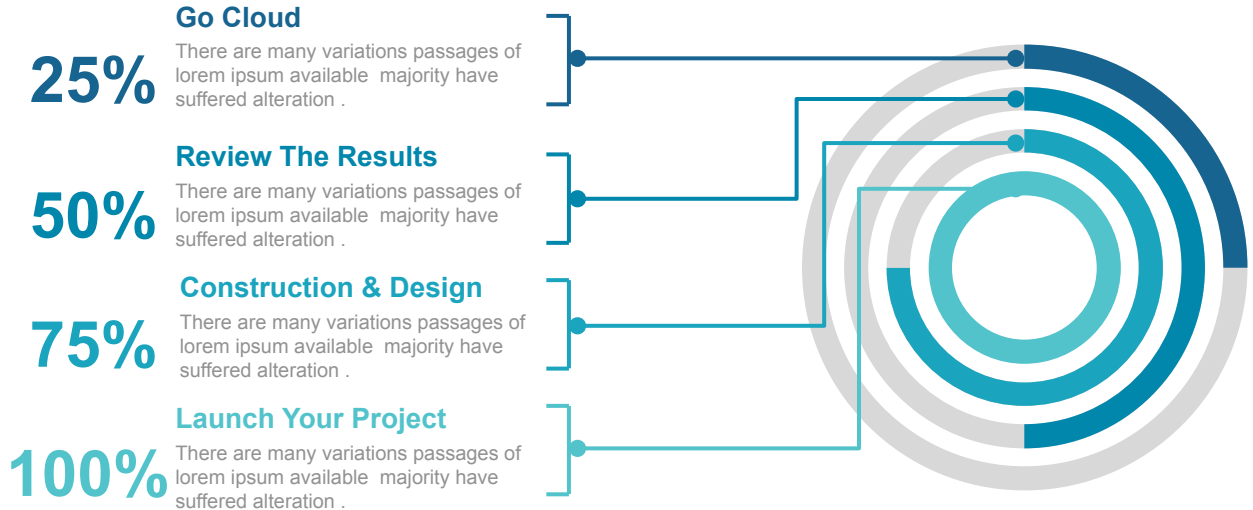 Go Cloud
25%
There are many variations passages of
lorem ipsum available  majority have
suffered alteration .
Review The Results
50%
There are many variations passages of
lorem ipsum available  majority have
suffered alteration .
Construction & Design
75%
There are many variations passages of
lorem ipsum available  majority have
suffered alteration .
Launch Your Project
100%
There are many variations passages of
lorem ipsum available  majority have
suffered alteration .